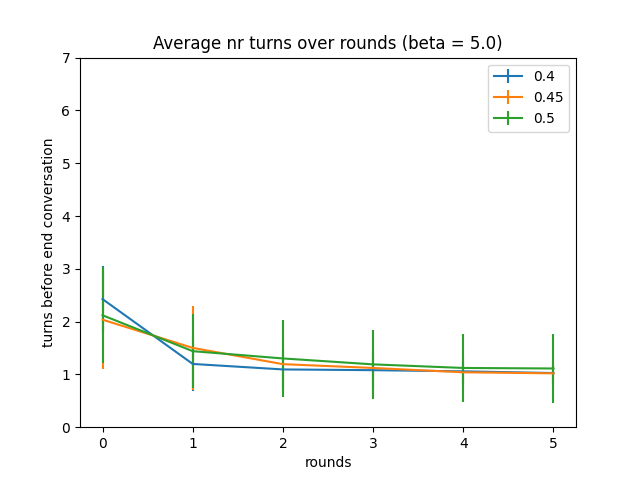 Average nr turns over rounds (beta = 5.0)
7
6
5
4
3
2
1
0
turns before end conversation
0.4
0.45
0.5
0 1 2 3 4 5
rounds